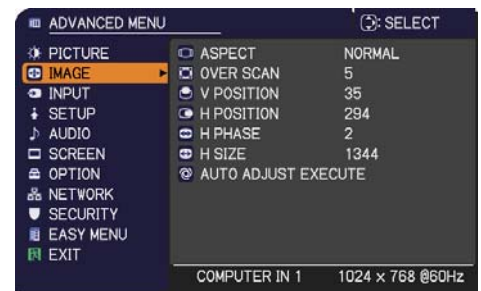 ADVANCED MENU : SELECT
PICTURE
IMAGE
INPUT
SETUP
AUDIO
SCREEN
OPTION
NETWORK
SECURITY
EASY MENU
EXIT
ASPECT NORMAL
OVER SCAN 5
V POSITION 35
H POSITION 294
H PHASE 2
H SIZE 1344
AUTO ADJUST EXECUTE
COMPUTER IN 1 1024 x 768 @60Hz